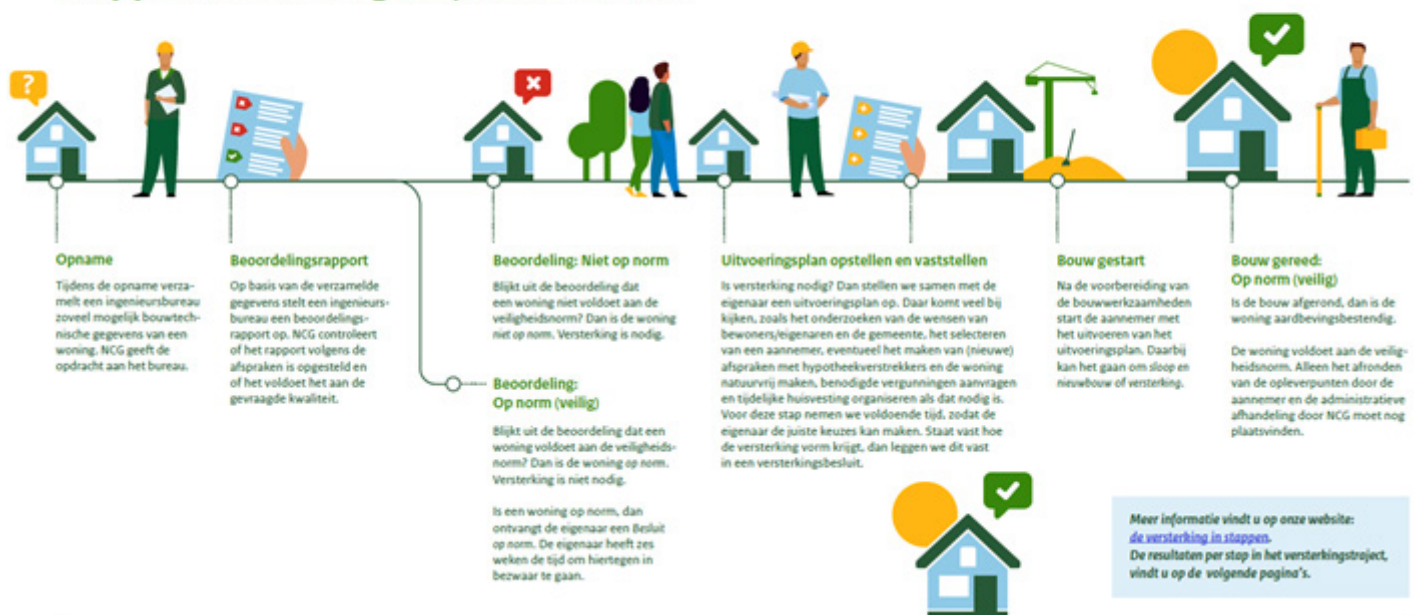 Opname
Tijdens de opname verza-
melt een ingenieursbureau
zoveel mogelijk bouwtech-
nische gegevens van een
woning. NCG geeft de
opdracht aan het bureau.
Beoordelingsrapport
Op basis van de verzamelde
gegevens stelt een ingenieurs-
bureau een beoordelings-
rapport op. NCG controleert
of het rapport volgens de
afspraken is opgesteld en
of het voldoet het aan de
gevraagde kwaliteit.
Beoordeling: Niet op norm
Blijkt uit de beoordeling dat
een woning niet voldoet aan de
veiligheidsnorm? Dan is de woning
niet op norm. Versterking is nodig.
Beoordeling:
Op norm (veilig)
Blijkt uit de beoordeling dat een
woning voldoet aan de veiligheids-
norm? Dan is de woning op norm.
Versterking is niet nodig.
Is een woning op norm, dan
ontvangt de eigenaar een Besluit
op norm. De eigenaar heeft zes
weken de tijd om hiertegen in
bezwaar te gaan.
Uitvoeringsplan opstellen en vaststellen
Is versterking nodig? Dan stellen we samen met de
eigenaar een uitvoeringsplan op. Daar komt veel bij
kijken, zoals het onderzoeken van de wensen van
bewoners/eigenaren en de gemeente, het selecteren
van een aannemer, eventueel het maken van (nieuwe)
afspraken met hypotheekverstrekkers en de woning
natuurvrij maken, benodigde vergunningen aanvragen
en tijdelijke huisvesting organiseren als dat nodig is.
Voor deze stap nemen we voldoende tijd, zodat de
eigenaar de juiste keuzes kan maken. Staat vast hoe
de versterking vorm krijgt, dan leggen we dit vast
in een versterkingsbesluit.
Bouw gestart
Na de voorbereiding van
de bouwwerkzaamheden
start de aannemer met
het uitvoeren van het
uitvoeringsplan. Daarbij
kan het gaan om sloop en
nieuwbouw of versterking.
Bouw gereed:
Op norm (veilig)
Is de bouw afgerond, dan is de
woning aardbevingsbestendig.
De woning voldoet aan de veilig-
heidsnorm. Alleen het afronden
van de opleverpunten door de
aannemer en de administratieve
afhandeling door NCG moet nog
plaatsvinden.
Meer informatie vindt u op onze website:
de versterking in stappen.
De resultaten per stap in het versterkingstraject,
vindt u op de volgende pagina's.